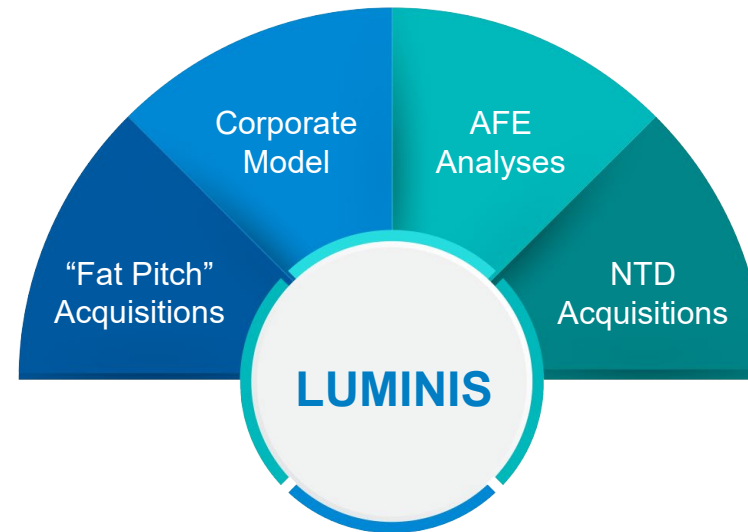 Corporate
Model
AFE
Analyses
“Fat Pitch”
Acquisitions
NTD
Acquisitions
LUMINIS